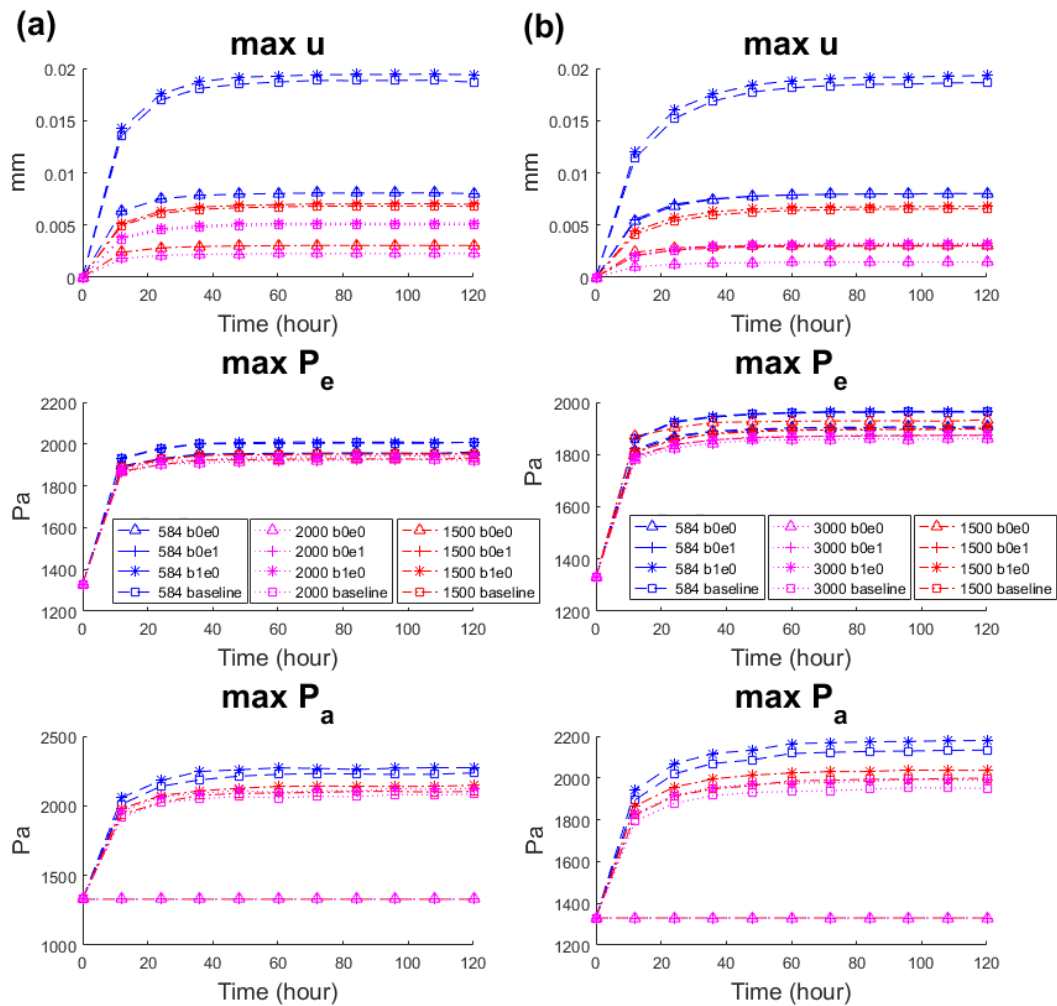 (a)
max u
0.02
0.015
0.01
0.005
0
mm
0 20 40 60 80 100 120
Time (hour)
max P_e
2200
2000
1800
1600
1400
1200
Pa
584 b0e0
584 b0e1
584 b1e0
584 baseline
2000 b0e0
2000 b0e1
2000 b1e0
2000 baseline
1500 b0e0
1500 b0e1
1500 b1e0
1500 baseline
0 20 40 60 80 100 120
Time (hour)
max P_a
2500
2000
1500
1000
Pa
0 20 40 60 80 100 120
Time (hour)
(b)
max u
0.02
0.015
0.01
0.005
0
mm
0 20 40 60 80 100 120
Time (hour)
max P_e
2000
1800
1600
1400
1200
Pa
584 b0e0
584 b0e1
584 b1e0
584 baseline
3000 b0e0
3000 b0e1
3000 b1e0
3000 baseline
1500 b0e0
1500 b0e1
1500 b1e0
1500 baseline
0 20 40 60 80 100 120
Time (hour)
max P_a
2200
2000
1800
1600
1400
1200
Pa
0 20 40 60 80 100 120
Time (hour)